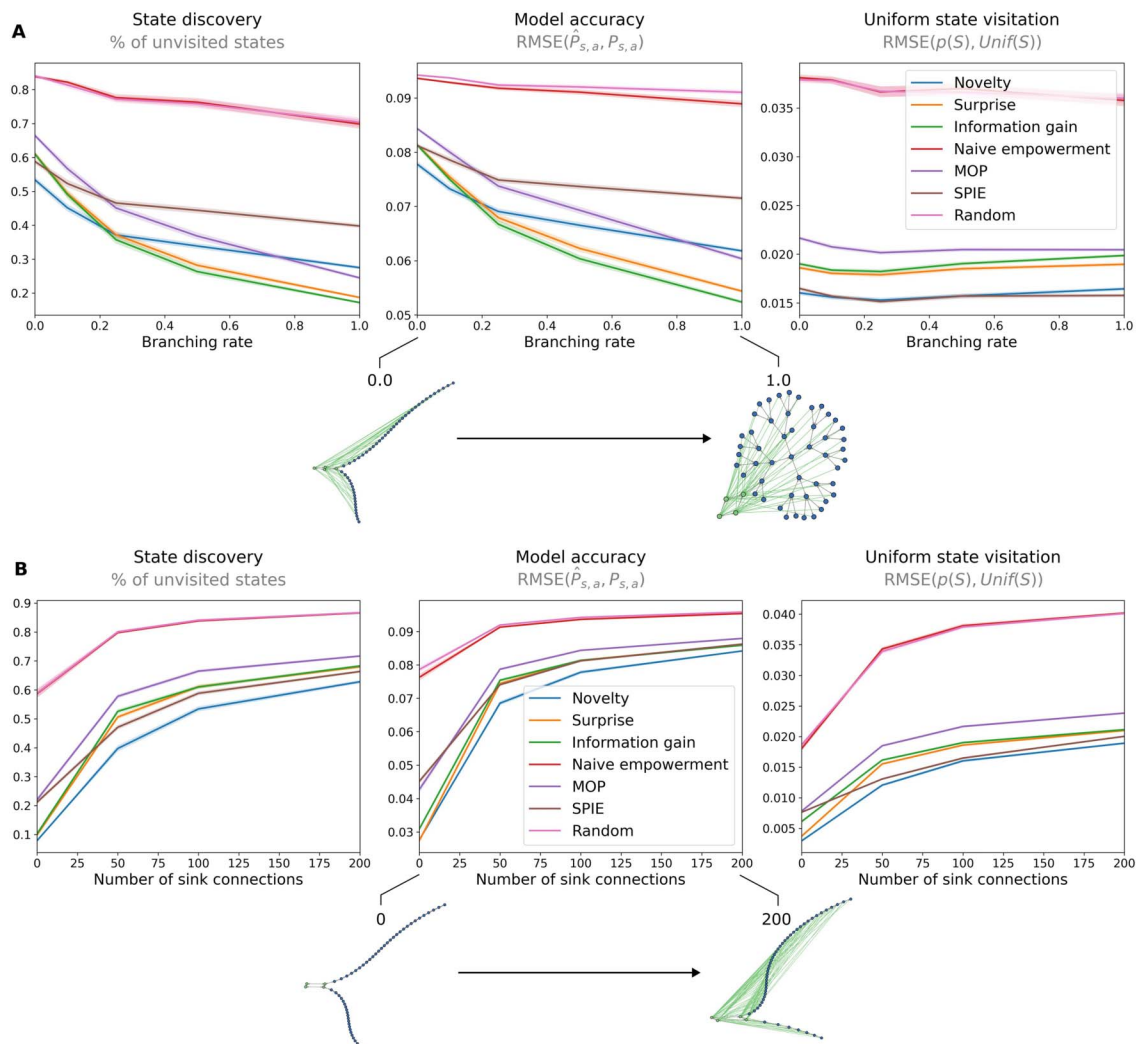 A
State discovery
% of unvisited states
Model accuracy
RMSE(P̂s,a, Ps,a)
Uniform state visitation
RMSE(p(S), Unif(S))
0.8
0.7
0.6
0.5
0.4
0.3
0.2
0.0 0.2 0.4 0.6 0.8 1.0
Branching rate
0.09
0.08
0.07
0.06
0.05
0.0 0.2 0.4 0.6 0.8 1.0
Branching rate
0.035
0.030
0.025
0.020
0.015
Novelty
Surprise
Information gain
Naive empowerment
MOP
SPIE
Random
0.0 0.2 0.4 0.6 0.8 1.0
Branching rate
0.0
1.0
B
State discovery
% of unvisited states
Model accuracy
RMSE(P̂s,a, Ps,a)
Uniform state visitation
RMSE(p(S), Unif(S))
0.9
0.8
0.7
0.6
0.5
0.4
0.3
0.2
0.1
0 25 50 75 100 125 150 175 200
Number of sink connections
0.09
0.08
0.07
0.06
0.05
0.04
0.03
Novelty
Surprise
Information gain
Naive empowerment
MOP
SPIE
Random
0 25 50 75 100 125 150 175 200
Number of sink connections
0.040
0.035
0.030
0.025
0.020
0.015
0.010
0.005
0 25 50 75 100 125 150 175 200
Number of sink connections
0
200